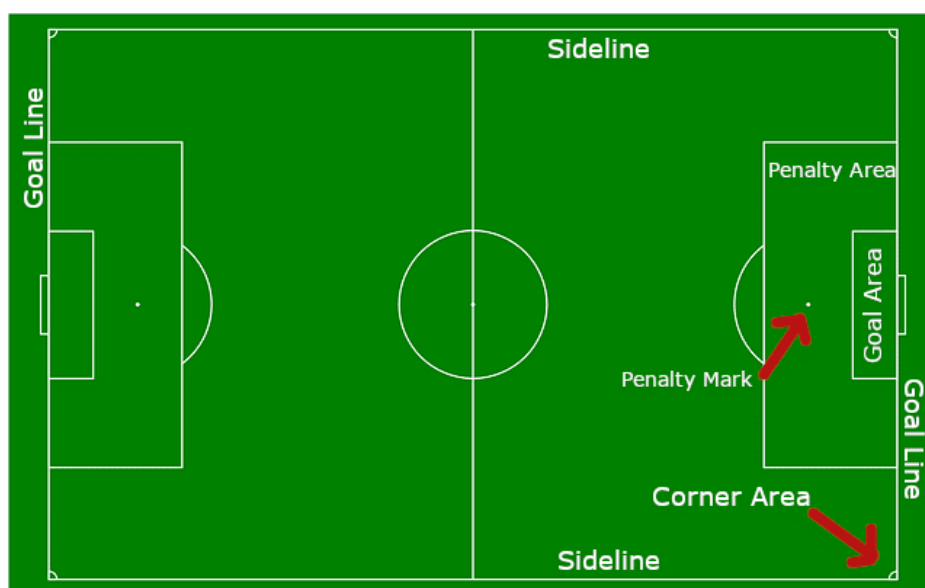 Sideline
Goal Line
Penalty Area
Goal Area
Penalty Mark
Goal Line
Corner Area
Sideline